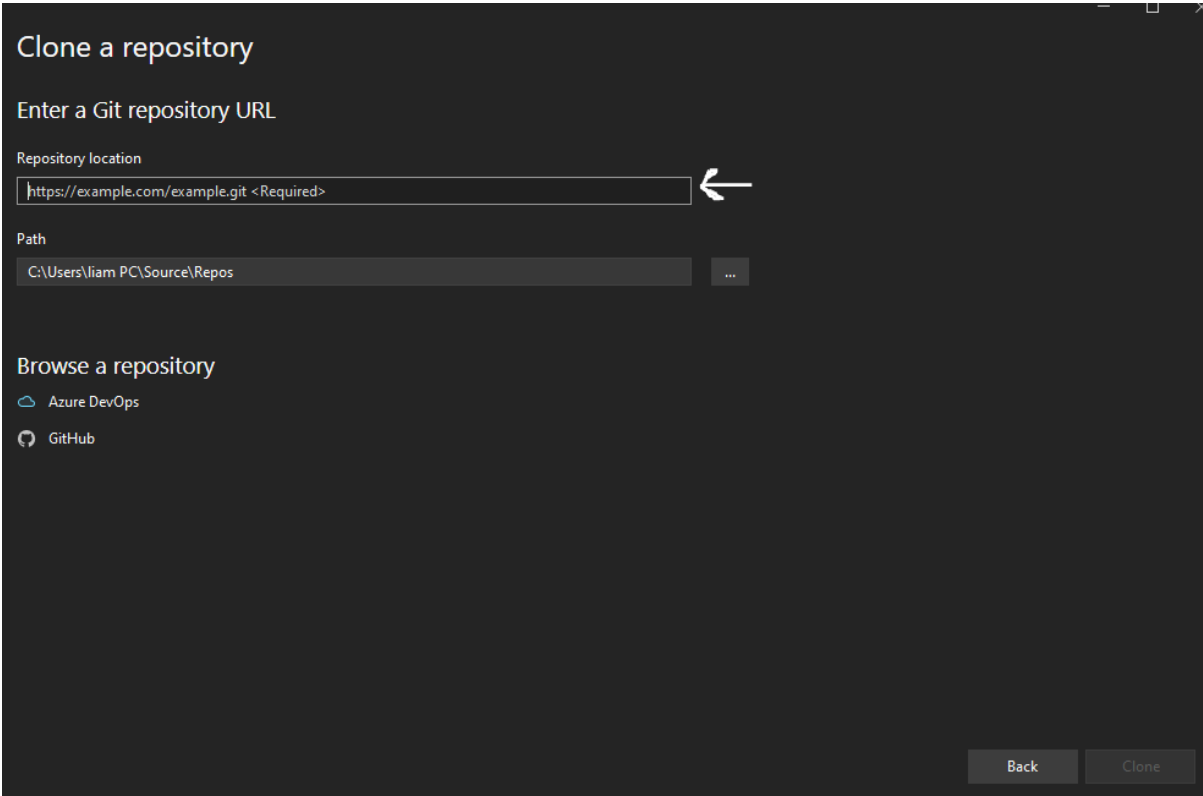 Clone a repository
Enter a Git repository URL
Repository location
https://example.com/example.git <Required>
Path
C:\Users\liam PC\Source\Repos
...
Browse a repository
Azure DevOps
GitHub
Back
Clone